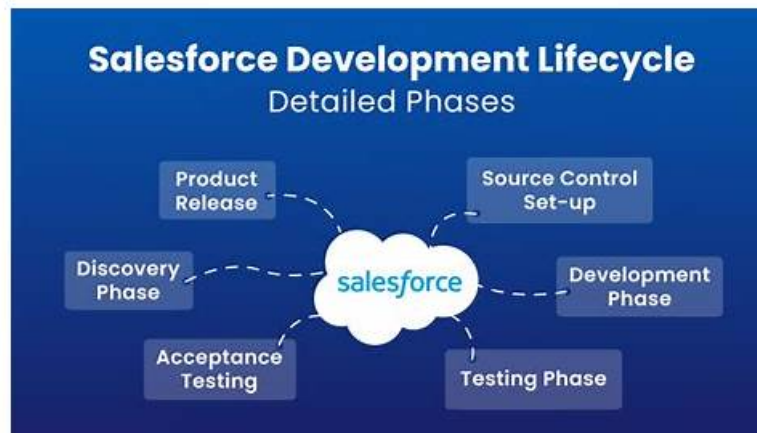 Salesforce Development Lifecycle
Detailed Phases
Product
Release
Source Control
Set-up
Discovery
Phase
salesforce
Development
Phase
Acceptance
Testing
Testing Phase